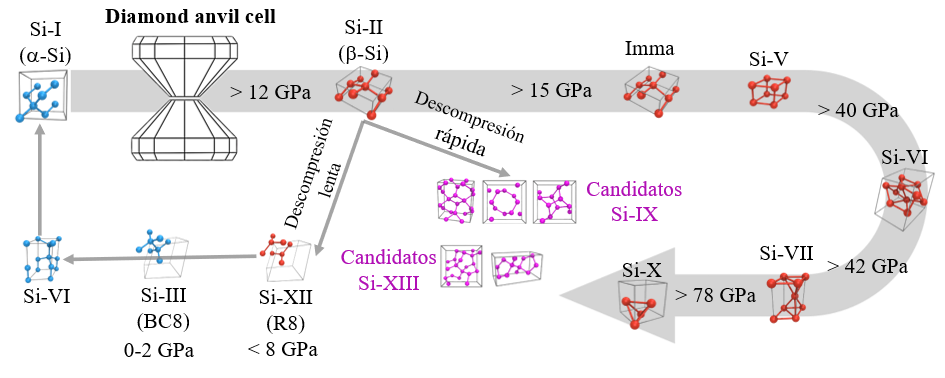 Diamond anvil cell
Si-I
(α-Si)
> 12 GPa
Si-II
(β-Si)
> 15 GPa
Imma
Si-V
> 40 GPa
Si-VI
> 42 GPa
Si-VII
> 78 GPa
Si-X
Descompresión
rápida
Candidatos
Si-IX
Descompresión
lenta
Candidatos
Si-XIII
Si-XII
(R8)
< 8 GPa
Si-III
(BC8)
0-2 GPa
Si-VI